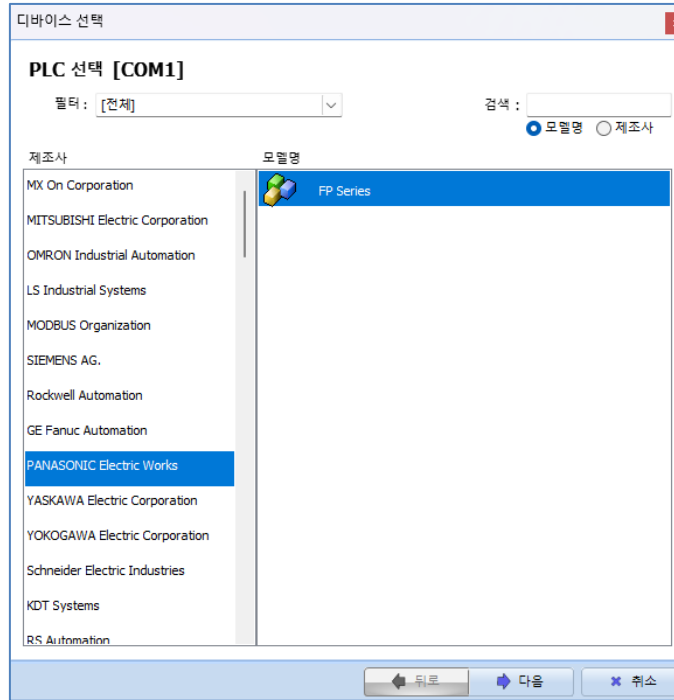 디바이스 선택
PLC 선택 [COM1]
필터 : [전체] 검색 :
모델명 제조사
제조사 모델명
MX On Corporation
FP Series
MITSUBISHI Electric Corporation
OMRON Industrial Automation
LS Industrial Systems
MODBUS Organization
SIEMENS AG.
Rockwell Automation
GE Fanuc Automation
PANASONIC Electric Works
YASKAWA Electric Corporation
YOKOGAWA Electric Corporation
Schneider Electric Industries
KDT Systems
RS Automation
뒤로 다음 취소